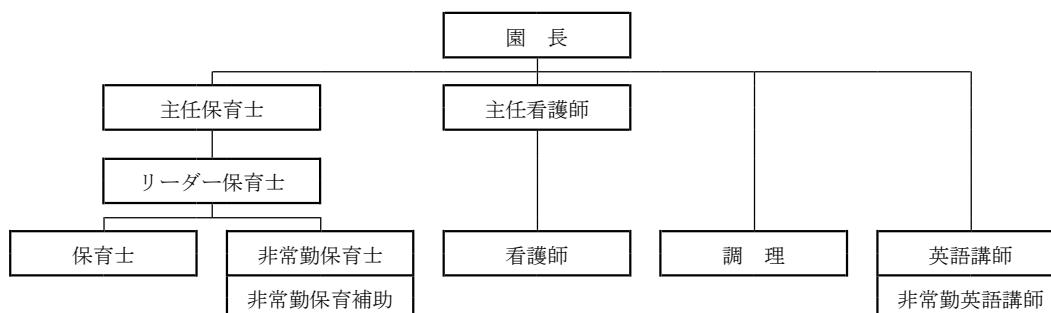 園　長
主任保育士
主任看護師
リーダー保育士
保育士
非常勤保育士
看護師
調　理
英語講師
非常勤保育補助
非常勤英語講師